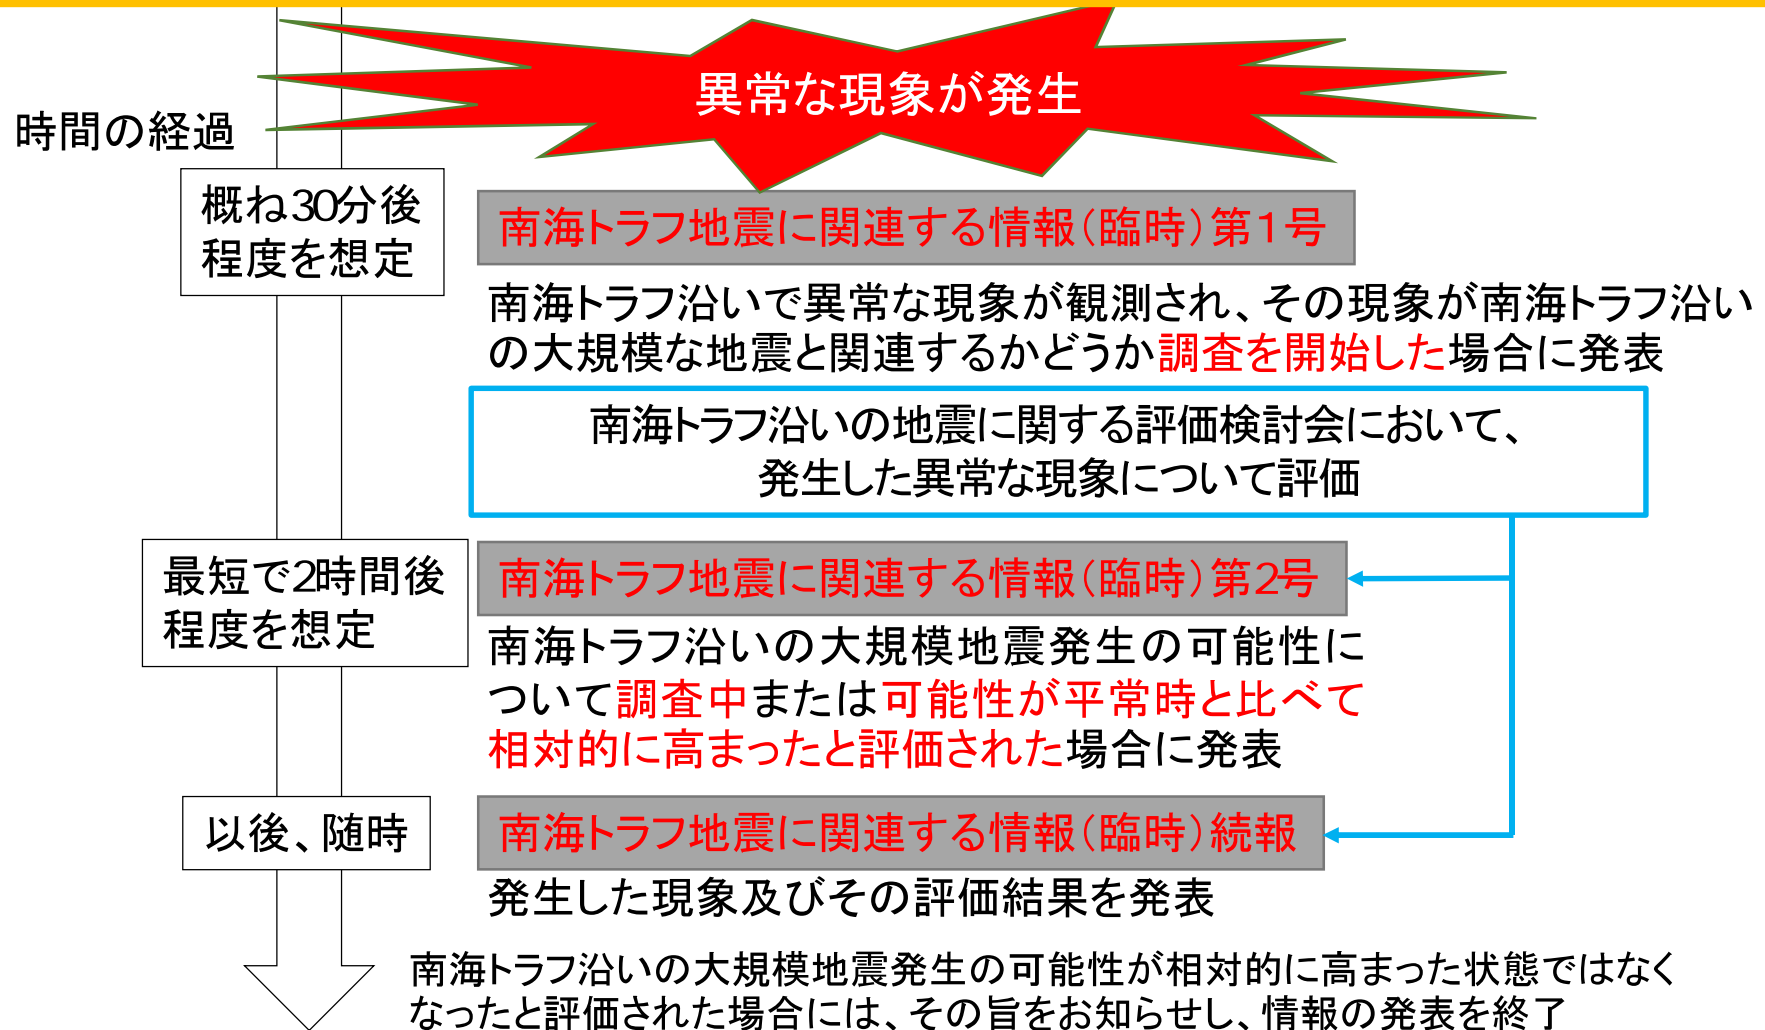 異常な現象が発生
時間の経過
概ね30分後
程度を想定
南海トラフ地震に関連する情報(臨時)第1号
南海トラフ沿いで異常な現象が観測され、その現象が南海トラフ沿い
の大規模な地震と関連するかどうか調査を開始した場合に発表
南海トラフ沿いの地震に関する評価検討会において、
発生した異常な現象について評価
最短で2時間後
程度を想定
南海トラフ地震に関連する情報(臨時)第2号
南海トラフ沿いの大規模地震発生の可能性に
ついて調査中または可能性が平常時と比べて
相対的に高まったと評価された場合に発表
以後、随時
南海トラフ地震に関連する情報(臨時)続報
発生した現象及びその評価結果を発表
南海トラフ沿いの大規模地震発生の可能性が相対的に高まった状態ではなく
なったと評価された場合には、その旨をお知らせし、情報の発表を終了